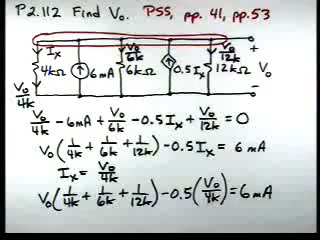 P2.112 Find V₀. PSS, pp. 41, pp.53
Iₓ V₀/6k V₀/12k +
4kΩ 6mA 6kΩ 0.5Iₓ 12kΩ V₀
V₀/4k −
V₀/4k - 6mA + V₀/6k - 0.5Iₓ + V₀/12k = 0
V₀(1/4k + 1/6k + 1/12k) - 0.5Iₓ = 6mA
Iₓ = V₀/4k
V₀(1/4k + 1/6k + 1/12k) - 0.5(V₀/4k) = 6mA